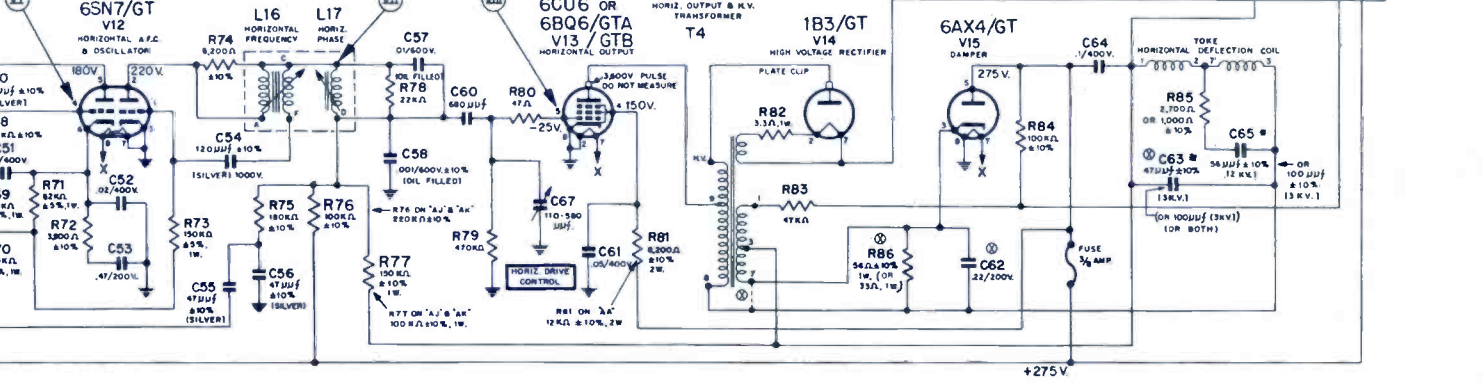 6SN7/GT
V12
HORIZONTAL A.F.C.
& OSCILLATOR
180V.
220V.
R74
8,200Ω
±10%
L16
HORIZONTAL
FREQUENCY
L17
HORIZ.
PHASE
C57
.01/600V.
(OIL FILLED)
R78
22KΩ
C60
680μμf
R80
47Ω
-25V.
6CU6 OR
6BQ6/GTA
V13 / GTB
HORIZONTAL OUTPUT
3,800V PULSE
DO NOT MEASURE
150V.
HORIZ. OUTPUT & H.V.
TRANSFORMER
T4
1B3/GT
V14
HIGH VOLTAGE RECTIFIER
PLATE CLIP
R82
3.3Ω,1W.
6AX4/GT
V15
DAMPER
275V.
C64
.1/400V.
YOKE
HORIZONTAL DEFLECTION COIL
R85
2,700Ω
OR 1,000Ω
±10%
C65
56μμf±10%
(2 KV.)
C63
47μμf±10%
(3KV.)
OR
100μμf
±10%
(3KV.)
(OR 100μμf (3KV))
(OR BOTH)
R84
100KΩ
±10%
C54
120μμf±10%
(SILVER) 1000V.
C58
.001/600V.±10%
(OIL FILLED)
R71
82KΩ
±5%,1W.
C52
.02/400V.
R72
±10%
C53
.47/200V.
R73
150KΩ
±5%,
1W.
R75
180KΩ
±10%
R76
100KΩ
±10%
R76 ON "AJ" & "AK"
220KΩ±10%
C55
47μμf
±10%
(SILVER)
C56
47μμf
±10%
(SILVER)
R77
150KΩ
±10%
1W.
R77 ON "AJ" & "AK"
100KΩ±10%,1W.
R79
470KΩ
C67
110-580
μμf.
HORIZ. DRIVE
CONTROL
C61
.05/400V.
R81
8,200Ω
±10%
2W.
R81 ON "AA"
12KΩ ±10%,2W
H.V.
R83
47KΩ
R86
56Ω±10%
1W. (OR
33Ω,1W.)
C62
.22/200V.
FUSE
3/8 AMP.
+275V.